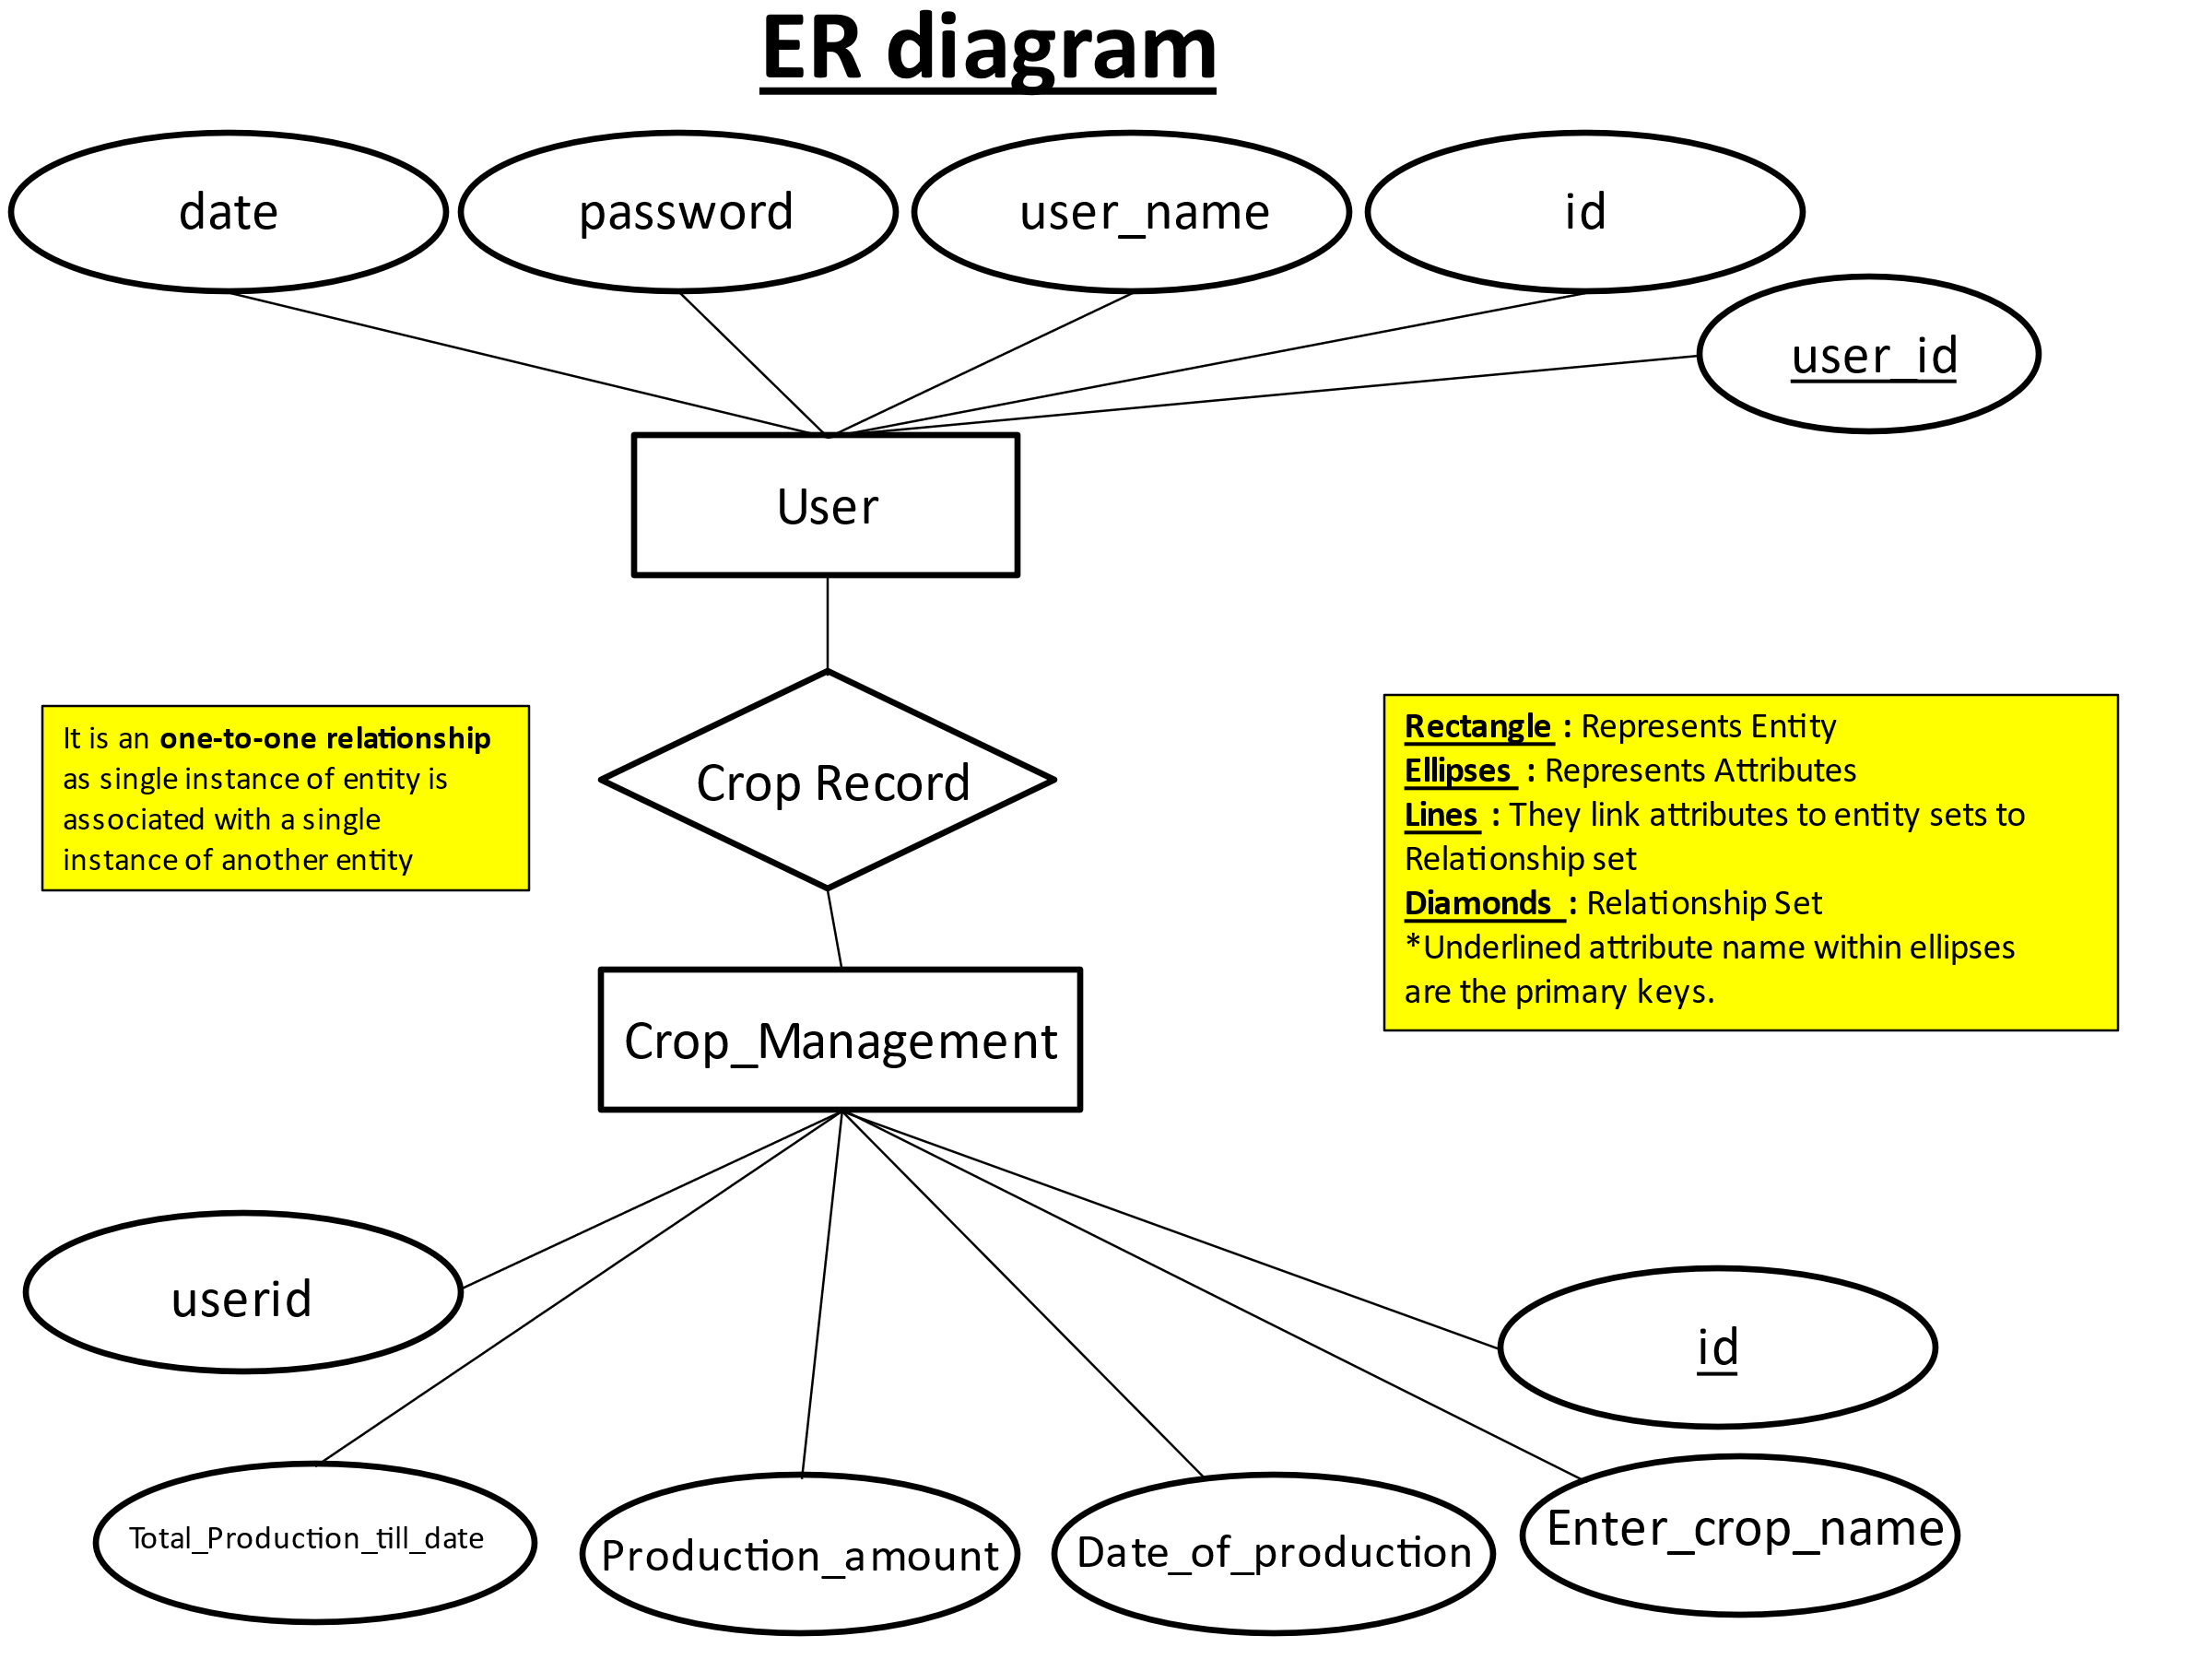 ER diagram
date
password
user_name
id
user_id
User
It is an one-to-one relationship
as single instance of entity is
associated with a single
instance of another entity
Crop Record
Rectangle : Represents Entity
Ellipses : Represents Attributes
Lines : They link attributes to entity sets to
Relationship set
Diamonds : Relationship Set
*Underlined attribute name within ellipses
are the primary keys.
Crop_Management
userid
id
Total_Production_till_date
Production_amount
Date_of_production
Enter_crop_name